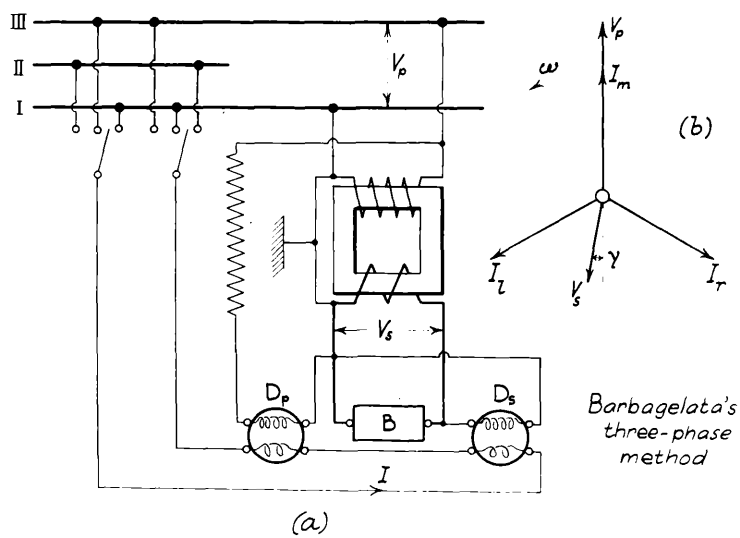 III
II
I
V_p
V_s
D_p
B
D_s
I
(a)
V_p
I_m
ω
(b)
I_l
V_s
γ
I_r
Barbagelata's
three-phase
method